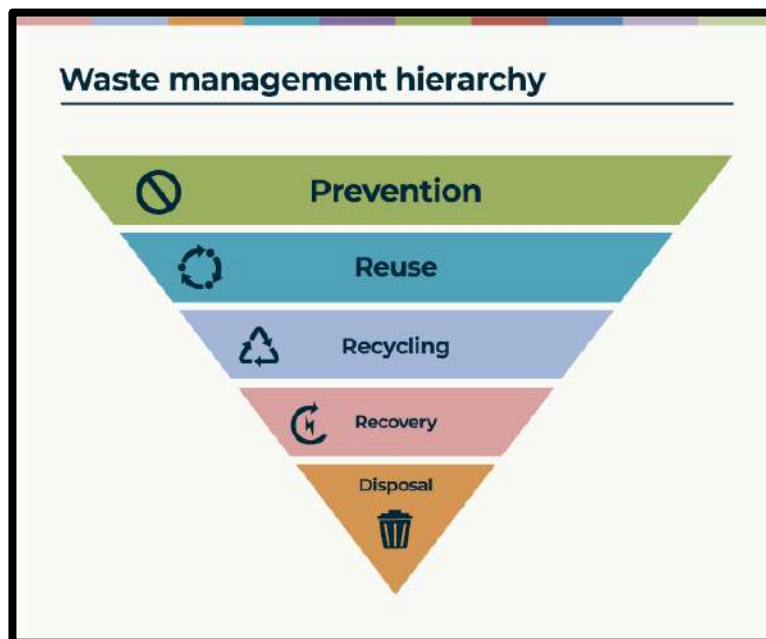 Waste management hierarchy
Prevention
Reuse
Recycling
Recovery
Disposal